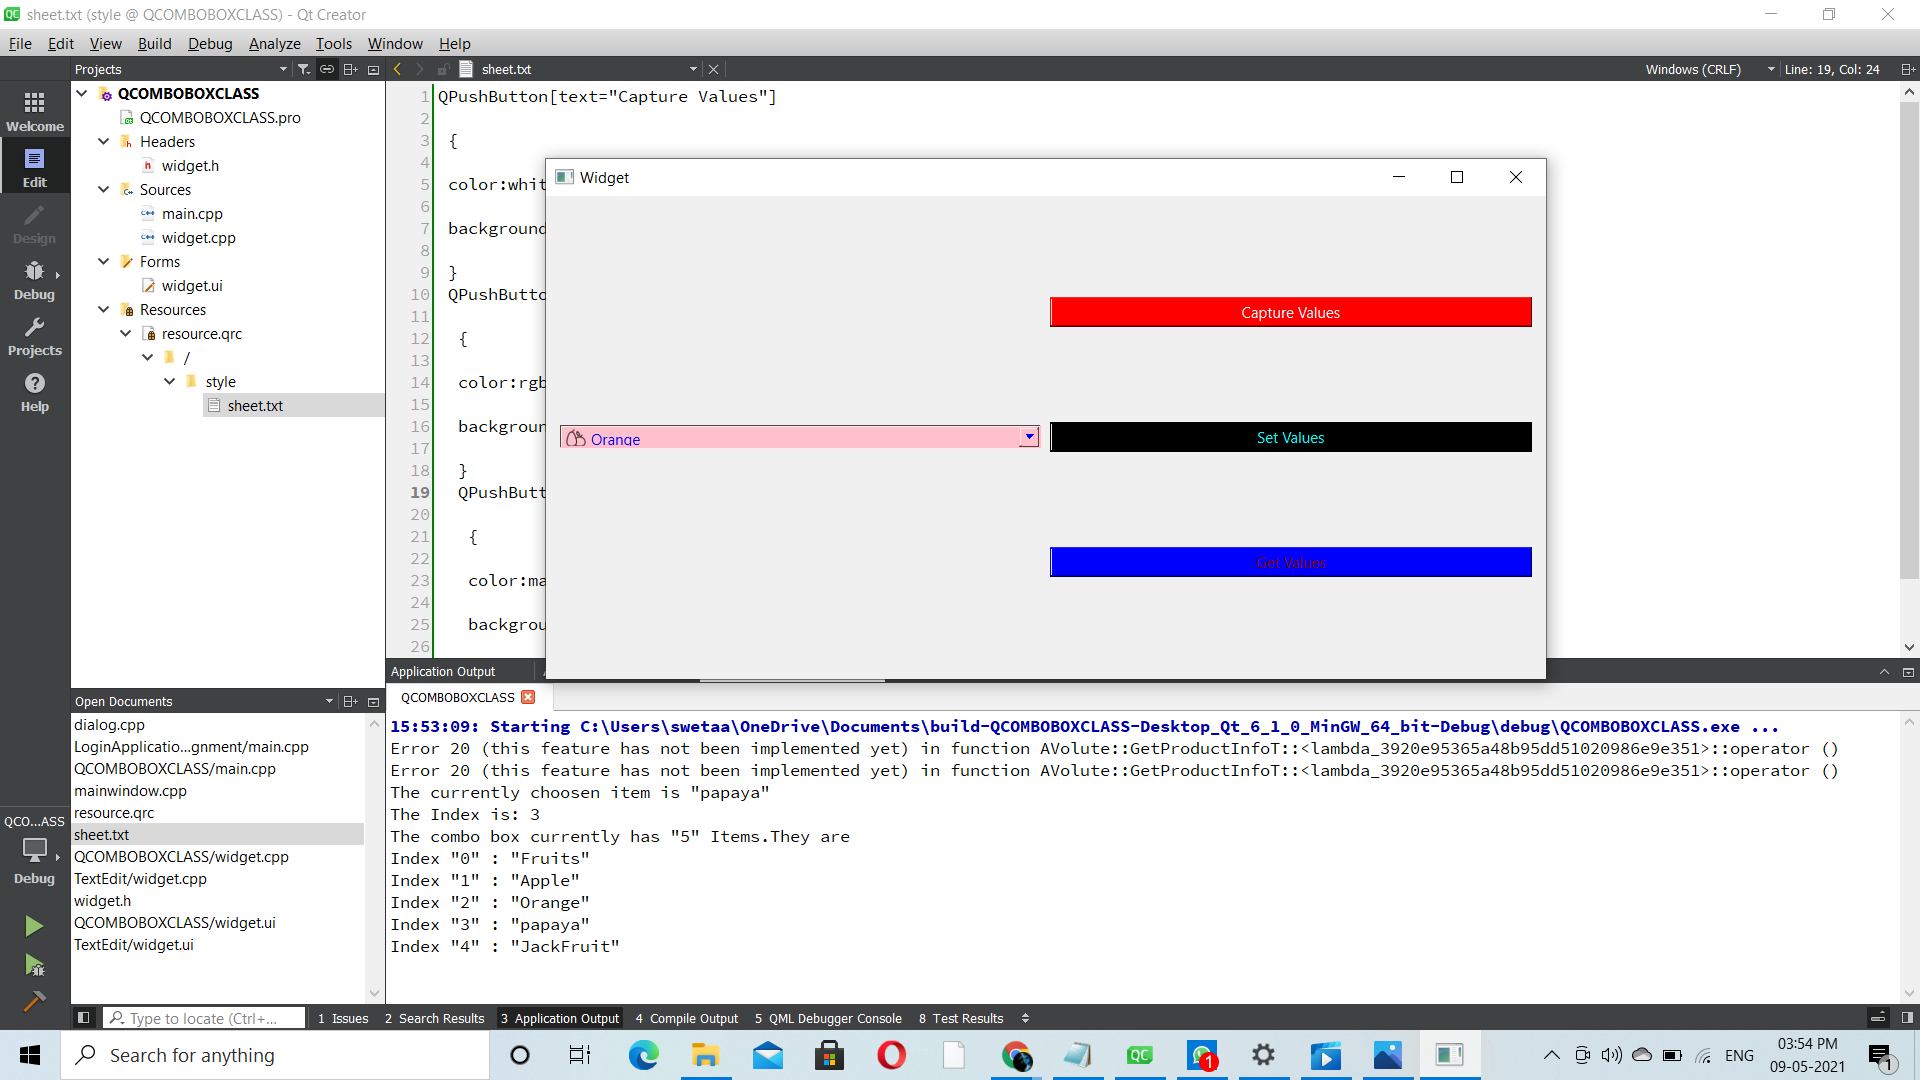 sheet.txt (style @ QCOMBOBOXCLASS) - Qt Creator
File Edit View Build Debug Analyze Tools Window Help
Projects
sheet.txt
Windows (CRLF)
Line: 19, Col: 24
Welcome
Edit
Design
Debug
Projects
Help
QCOMBOBOXCLASS
QCOMBOBOXCLASS.pro
Headers
widget.h
Sources
main.cpp
widget.cpp
Forms
widget.ui
Resources
resource.qrc
/
style
sheet.txt
1 QPushButton[text="Capture Values"]
2
3 {
4
5 color:whit
6
7 background
8
9 }
10 QPushButto
11
12 {
13
14 color:rgb
15
16 backgroun
17
18 }
19 QPushButt
20
21 {
22
23 color:ma
24
25 backgrou
26
Widget
Capture Values
Orange
Set Values
Get Values
Open Documents
dialog.cpp
LoginApplicatio...gnment/main.cpp
QCOMBOBOXCLASS/main.cpp
mainwindow.cpp
resource.qrc
sheet.txt
QCOMBOBOXCLASS/widget.cpp
TextEdit/widget.cpp
widget.h
QCOMBOBOXCLASS/widget.ui
TextEdit/widget.ui
QCO...ASS
Debug
Application Output
QCOMBOBOXCLASS
15:53:09: Starting C:\Users\swetaa\OneDrive\Documents\build-QCOMBOBOXCLASS-Desktop_Qt_6_1_0_MinGW_64_bit-Debug\debug\QCOMBOBOXCLASS.exe ...
Error 20 (this feature has not been implemented yet) in function AVolute::GetProductInfoT::<lambda_3920e95365a48b95dd51020986e9e351>::operator ()
Error 20 (this feature has not been implemented yet) in function AVolute::GetProductInfoT::<lambda_3920e95365a48b95dd51020986e9e351>::operator ()
The currently choosen item is "papaya"
The Index is: 3
The combo box currently has "5" Items.They are
Index "0" : "Fruits"
Index "1" : "Apple"
Index "2" : "Orange"
Index "3" : "papaya"
Index "4" : "JackFruit"
Type to locate (Ctrl+...
1 Issues 2 Search Results 3 Application Output 4 Compile Output 5 QML Debugger Console 8 Test Results
Search for anything
QC
1
ENG
03:54 PM
09-05-2021
1